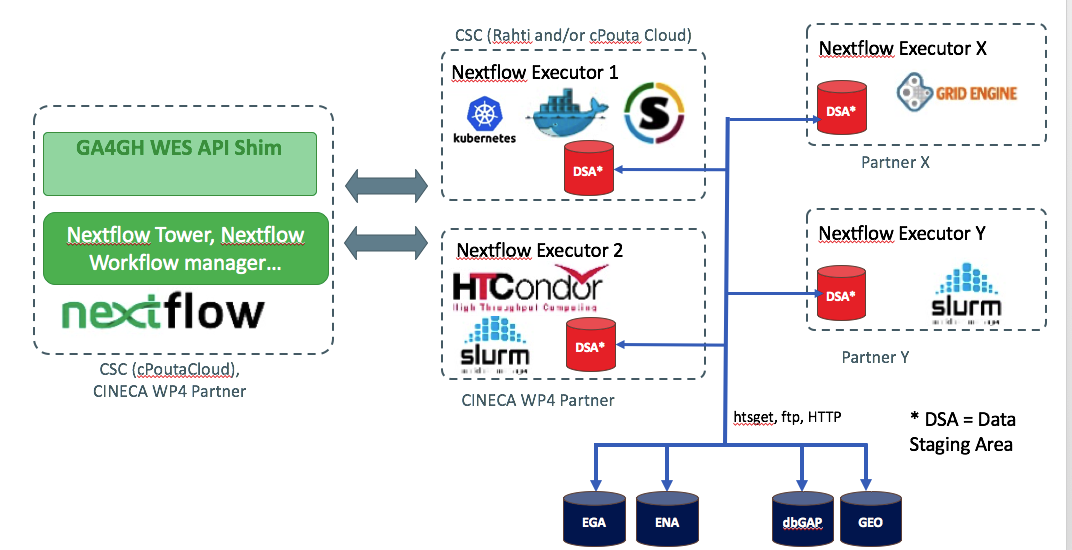 CSC (Rahti and/or cPouta Cloud)
Nextflow Executor 1
kubernetes
docker
S
DSA*
GA4GH WES API Shim
Nextflow Tower, Nextflow
Workflow manager...
nextflow
CSC (cPoutaCloud),
CINECA WP4 Partner
Nextflow Executor 2
HTCondor
High Throughput Computing
slurm
DSA*
CINECA WP4 Partner
Nextflow Executor X
DSA*
GRID ENGINE
Partner X
Nextflow Executor Y
DSA*
slurm
Partner Y
htsget, ftp, HTTP
* DSA = Data
Staging Area
EGA
ENA
dbGAP
GEO